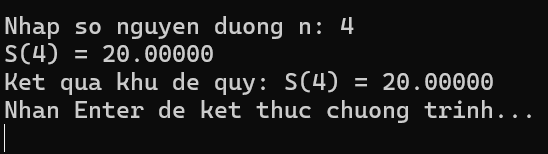 Nhap so nguyen duong n: 4
S(4) = 20.00000
Ket qua khu de quy: S(4) = 20.00000
Nhan Enter de ket thuc chuong trinh...